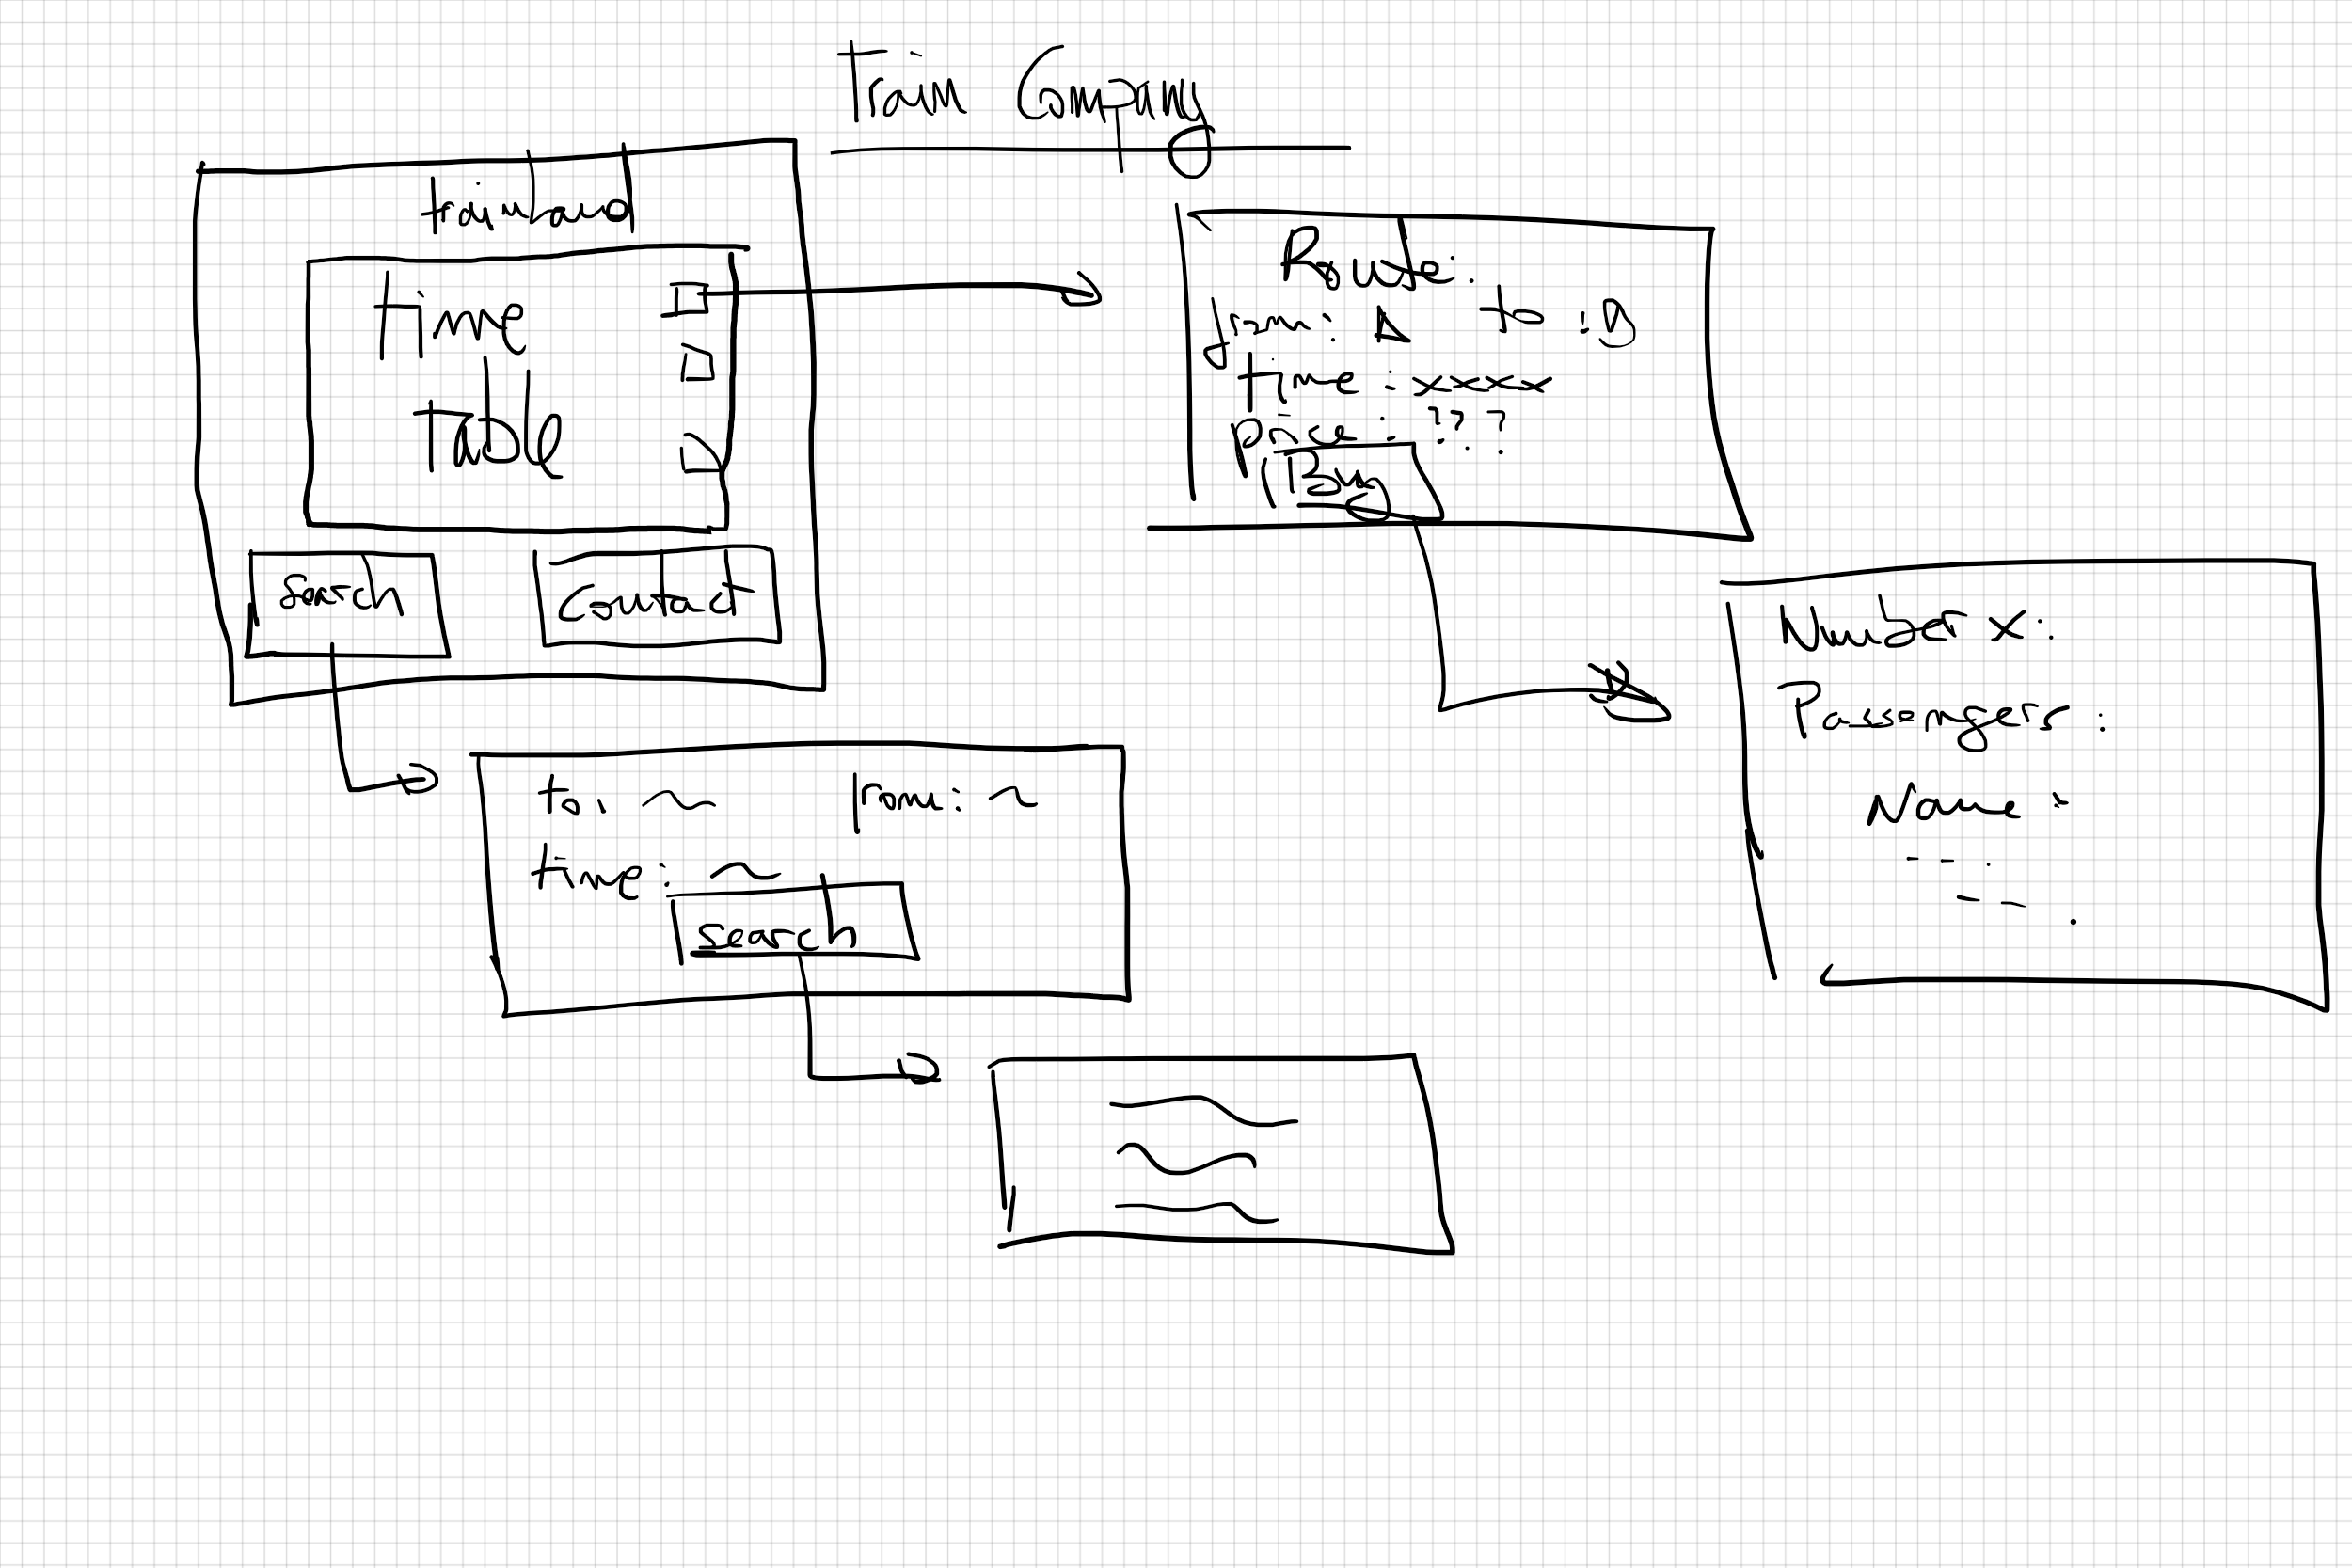 Train Company
trainland
Time
Table
Search
Contact
Route:
from: A to: B
time: xxxx
price: ???
Buy
Number x:
Passengers:
Name:
to: ~ from: ~
time: ~
search